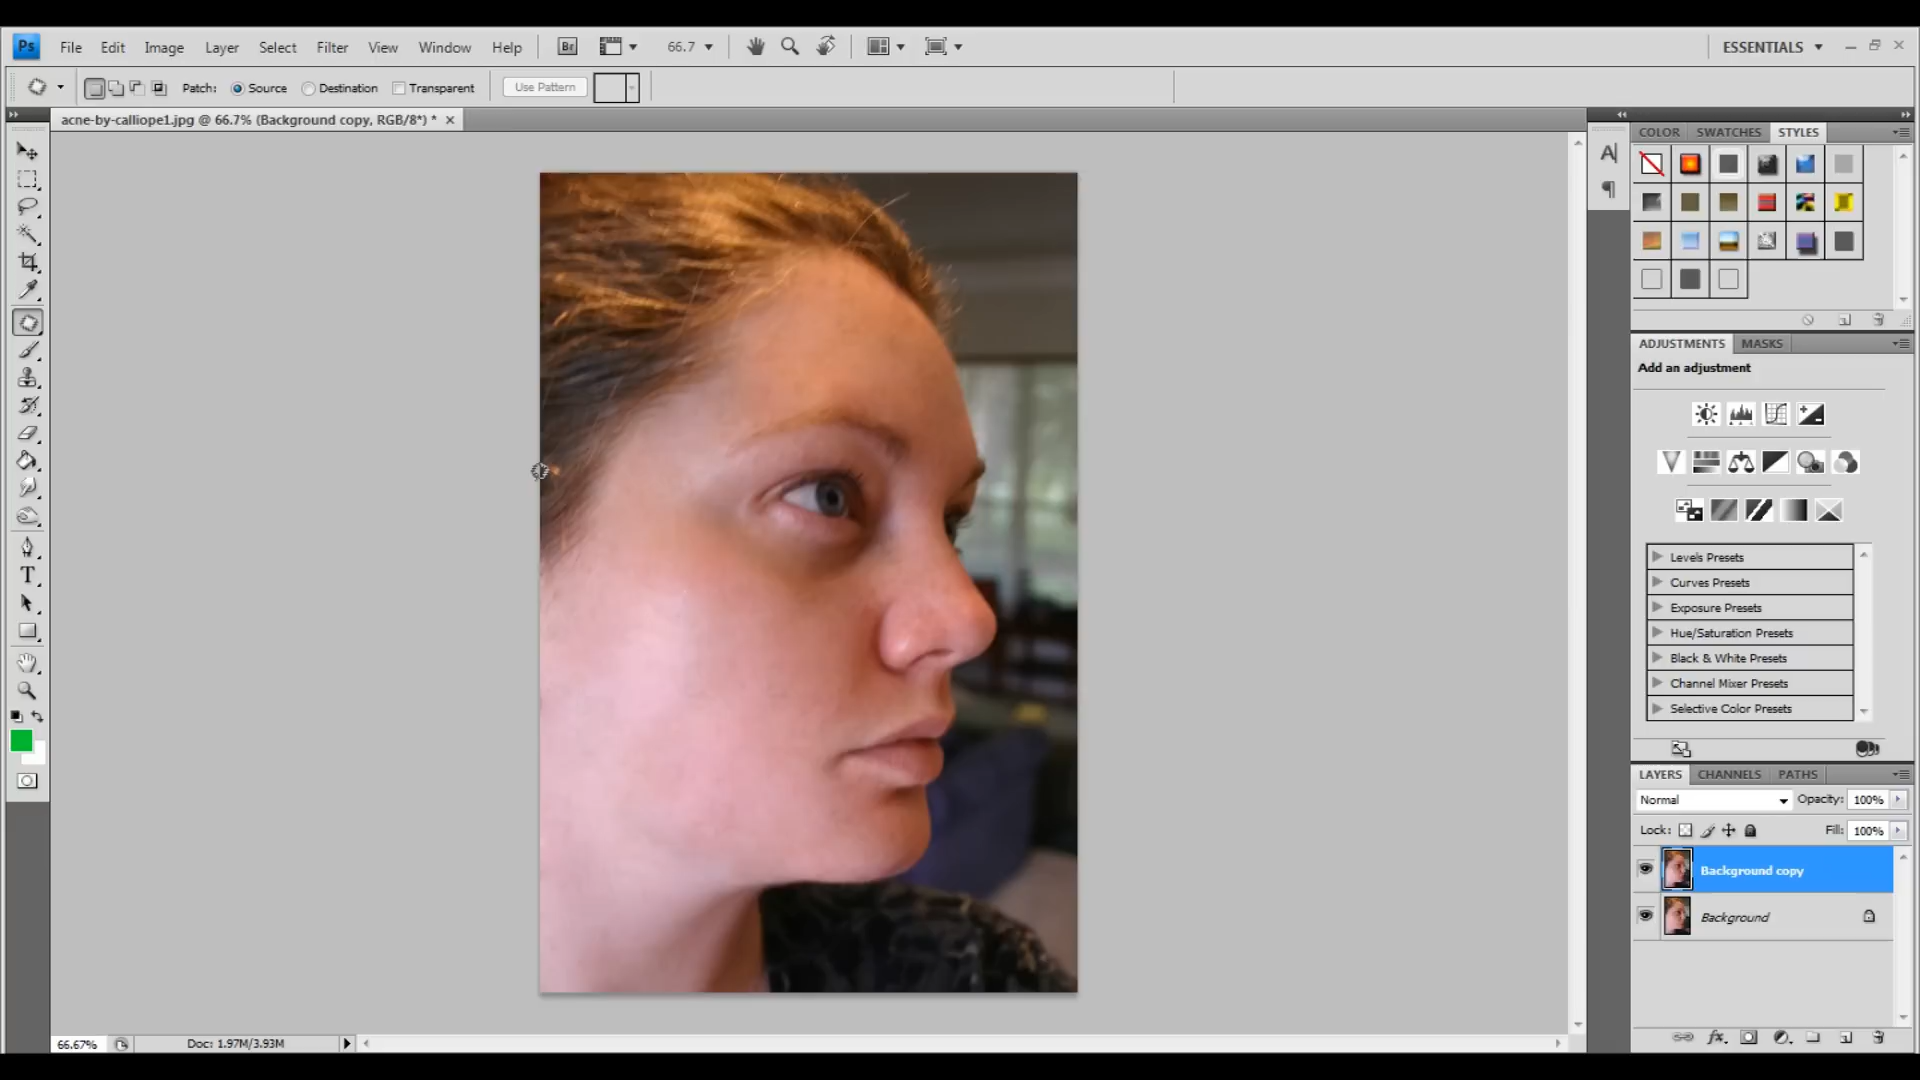 Ps File Edit Image Layer Select Filter View Window Help Br 66.7 ESSENTIALS
Patch: Source Destination Transparent Use Pattern
acne-by-calliope1.jpg @ 66.7% (Background copy, RGB/8*) *
COLOR SWATCHES STYLES
ADJUSTMENTS MASKS
Add an adjustment
Levels Presets
Curves Presets
Exposure Presets
Hue/Saturation Presets
Black & White Presets
Channel Mixer Presets
Selective Color Presets
LAYERS CHANNELS PATHS
Normal Opacity: 100%
Lock: Fill: 100%
Background copy
Background
66.67% Doc: 1.97M/3.93M